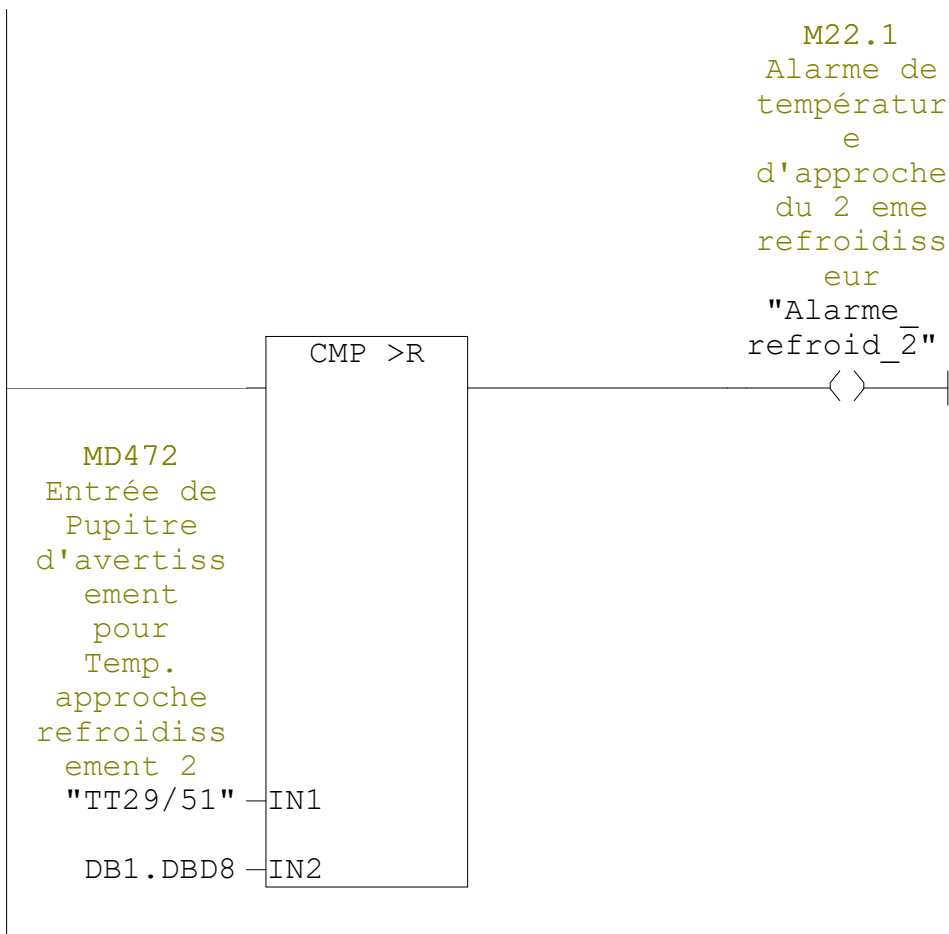 M22.1
Alarme de
températur
e
d'approche
du 2 eme
refroidiss
eur
"Alarme_
refroid_2"
CMP >R
MD472
Entrée de
Pupitre
d'avertiss
ement
pour
Temp.
approche
refroidiss
ement 2
"TT29/51"
IN1
DB1.DBD8
IN2